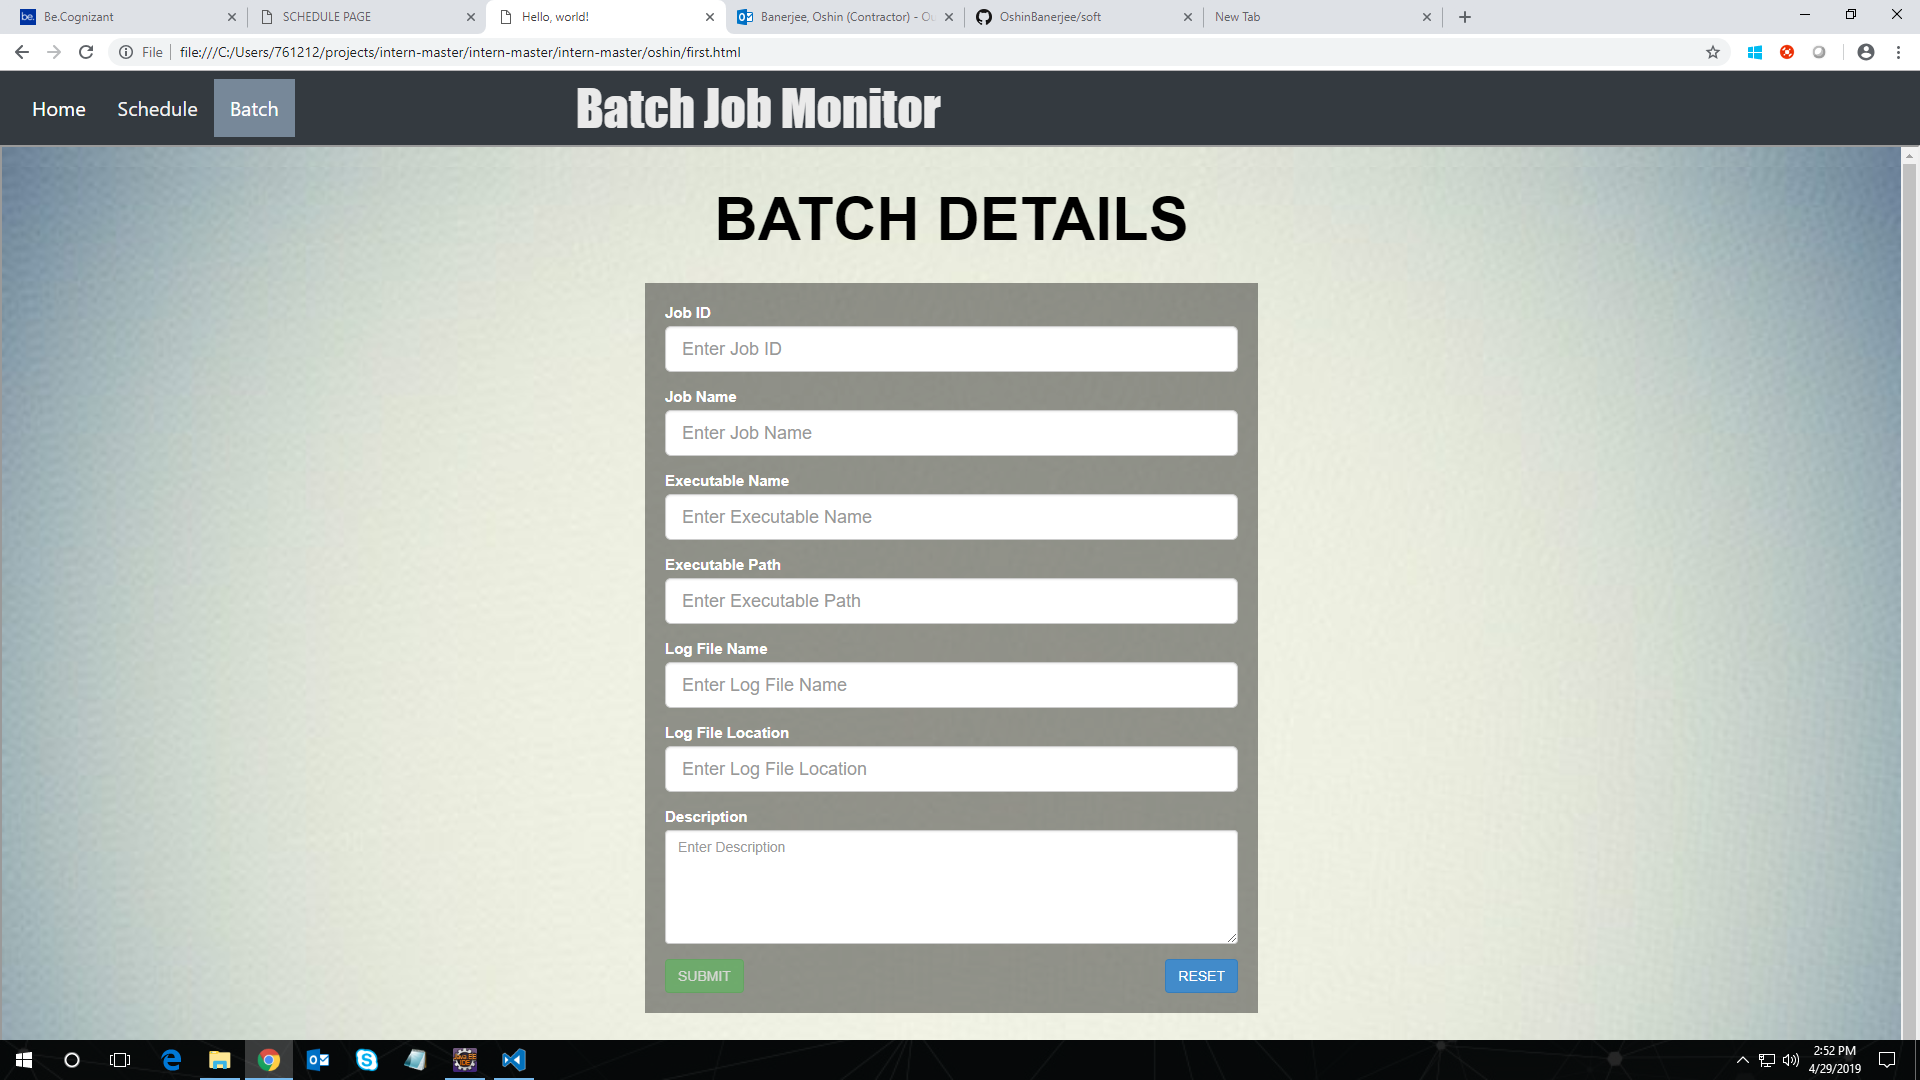 be. Be.Cognizant
SCHEDULE PAGE
Hello, world!
Banerjee, Oshin (Contractor) - Ou
OshinBanerjee/soft
New Tab
File
file:///C:/Users/761212/projects/intern-master/intern-master/intern-master/oshin/first.html
Home Schedule Batch
Batch Job Monitor
BATCH DETAILS
Job ID
Enter Job ID
Job Name
Enter Job Name
Executable Name
Enter Executable Name
Executable Path
Enter Executable Path
Log File Name
Enter Log File Name
Log File Location
Enter Log File Location
Description
Enter Description
SUBMIT RESET
2:52 PM
4/29/2019